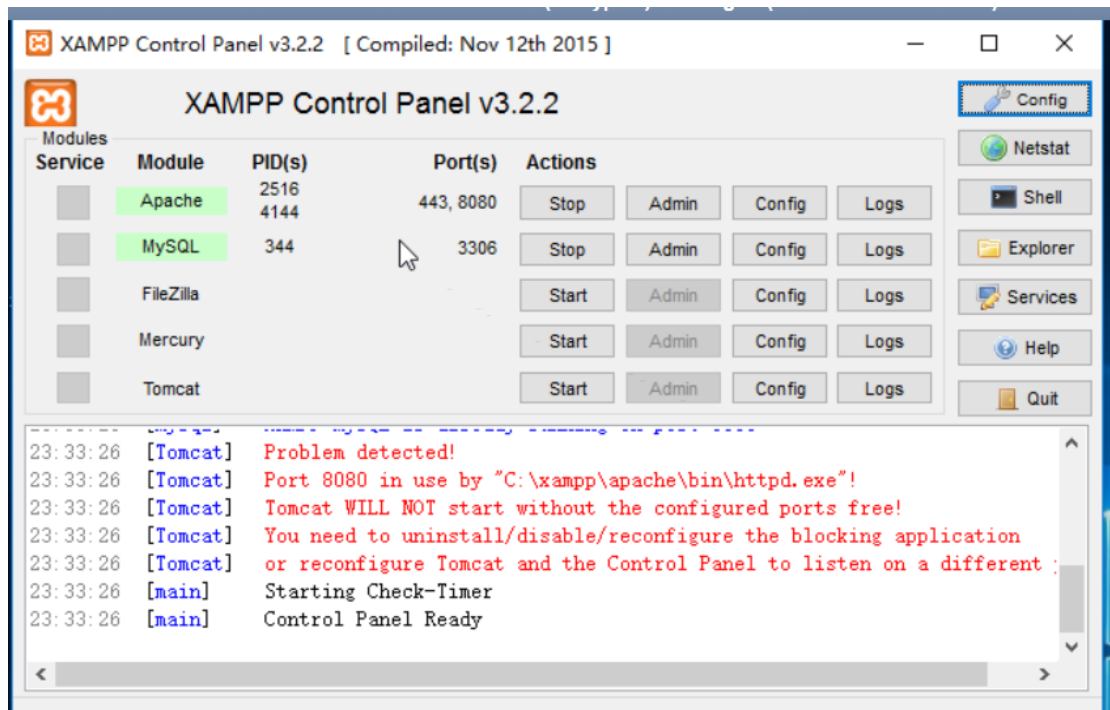 XAMPP Control Panel v3.2.2 [ Compiled: Nov 12th 2015 ]
XAMPP Control Panel v3.2.2
Config
Netstat
Shell
Explorer
Services
Help
Quit
Modules
Service Module PID(s) Port(s) Actions
Apache 2516 4144 443, 8080 Stop Admin Config Logs
MySQL 344 3306 Stop Admin Config Logs
FileZilla Start Admin Config Logs
Mercury Start Admin Config Logs
Tomcat Start Admin Config Logs
23:33:26 [Tomcat] Problem detected!
23:33:26 [Tomcat] Port 8080 in use by "C:\xampp\apache\bin\httpd.exe"!
23:33:26 [Tomcat] Tomcat WILL NOT start without the configured ports free!
23:33:26 [Tomcat] You need to uninstall/disable/reconfigure the blocking application
23:33:26 [Tomcat] or reconfigure Tomcat and the Control Panel to listen on a different
23:33:26 [main] Starting Check-Timer
23:33:26 [main] Control Panel Ready